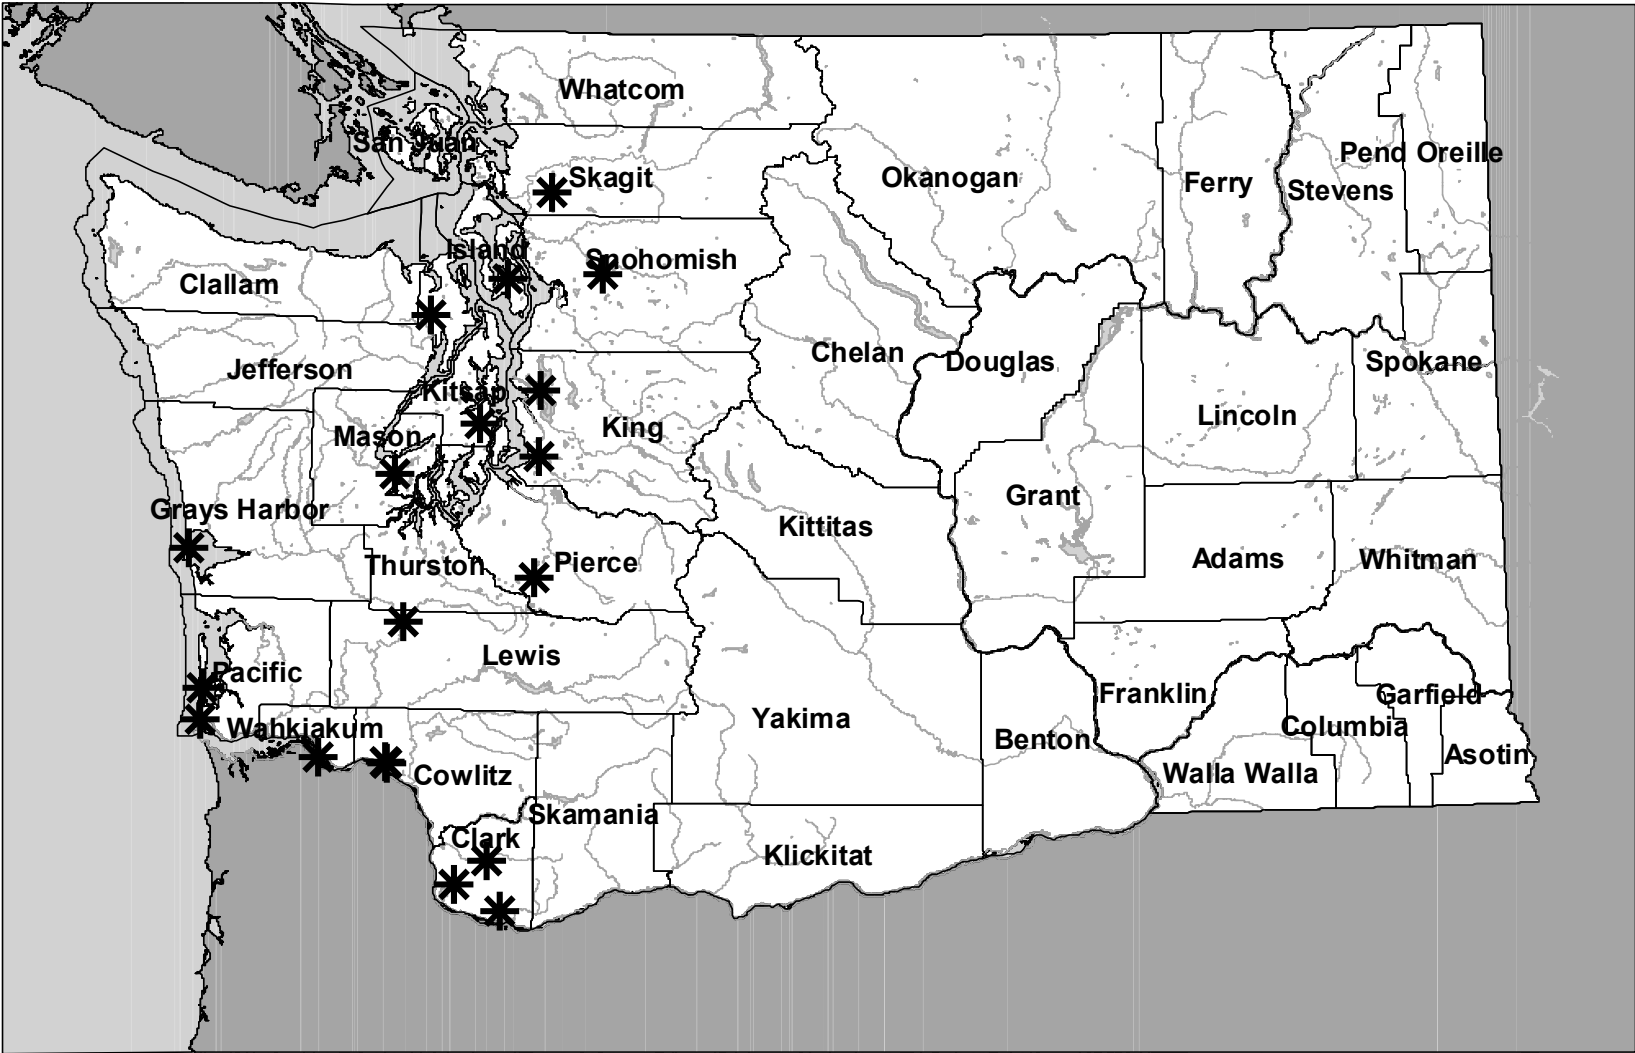 Whatcom
San Juan
Pend Oreille
Skagit
Okanogan
Ferry
Stevens
Island
Snohomish
Clallam
Chelan
Douglas
Spokane
Jefferson
Kitsap
Lincoln
Mason
King
Grant
Grays Harbor
Kittitas
Adams
Whitman
Thurston
Pierce
Lewis
Pacific
Franklin
Garfield
Wahkiakum
Yakima
Columbia
Benton
Asotin
Cowlitz
Walla Walla
Skamania
Clark
Klickitat